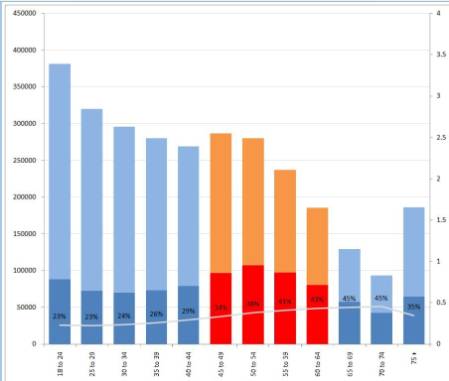 450000
400000
350000
300000
250000
200000
150000
100000
50000
0
4
3.5
3
2.5
2
1.5
1
0.5
0
23% 23% 24% 26% 29% 34% 38% 41% 43% 45% 45% 35%
18 to 24
25 to 29
30 to 34
35 to 39
40 to 44
45 to 49
50 to 54
55 to 59
60 to 64
65 to 69
70 to 74
75 +